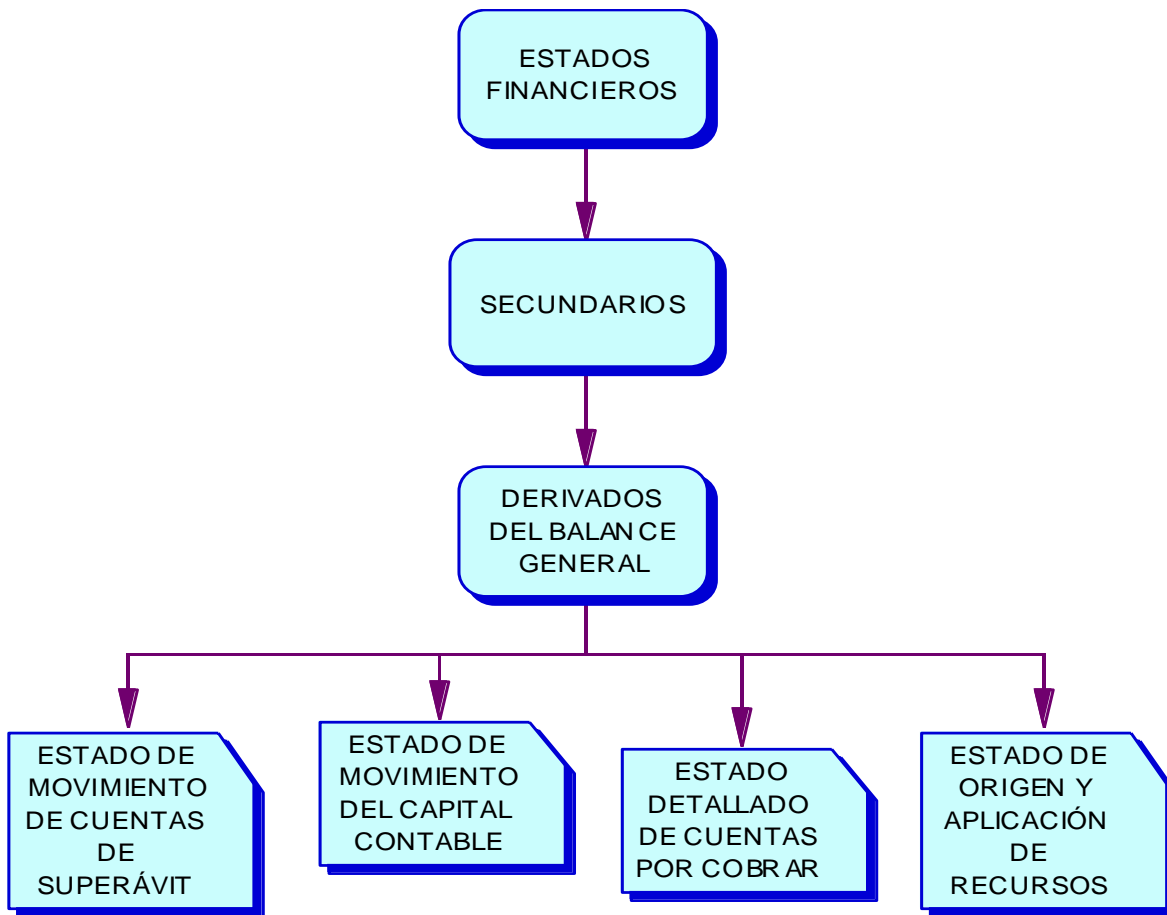 ESTADOS
FINANCIEROS
SECUNDARIOS
DERIVADOS
DEL BALANCE
GENERAL
ESTADO DE
MOVIMIENTO
DE CUENTAS
DE
SUPERÁVIT
ESTADO DE
MOVIMIENTO
DEL CAPITAL
CONTABLE
ESTADO
DETALLADO
DE CUENTAS
POR COBRAR
ESTADO DE
ORIGEN Y
APLICACIÓN
DE
RECURSOS